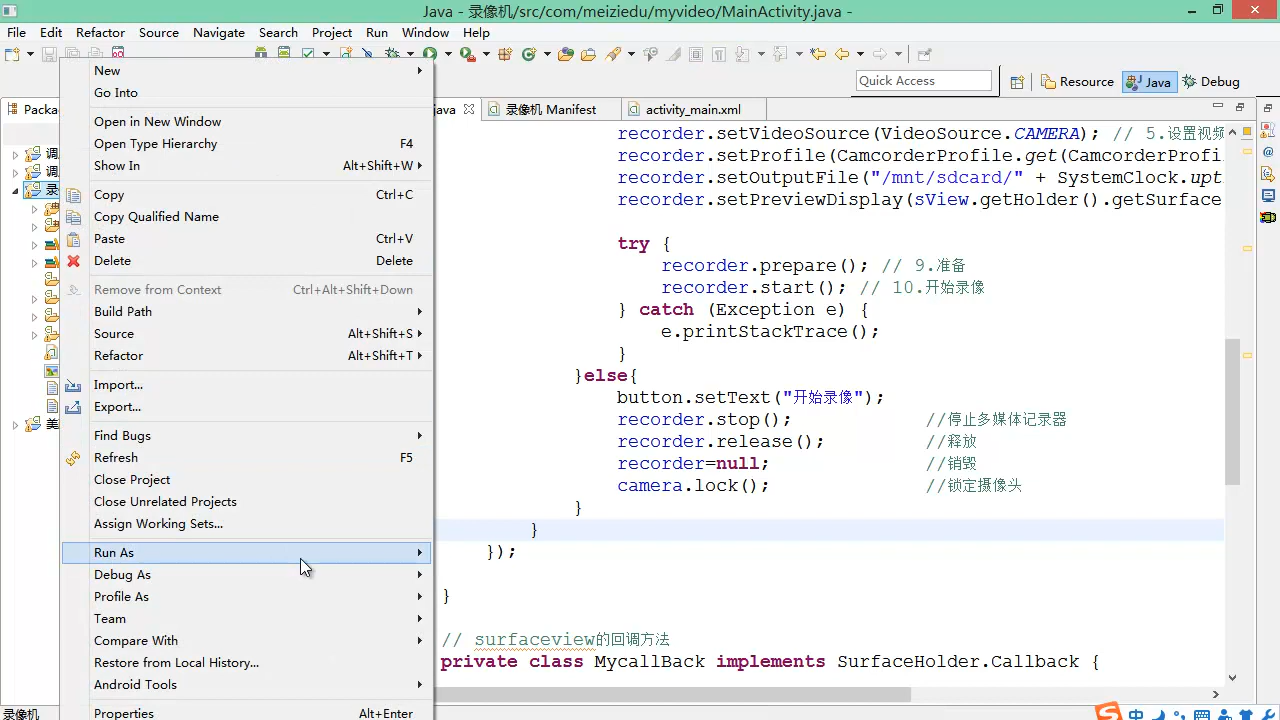 Java - 录像机/src/com/meiziedu/myvideo/MainActivity.java -
File Edit Refactor Source Navigate Search Project Run Window Help
Quick Access
Resource Java Debug
Packa
java 录像机 Manifest activity_main.xml
调
调
录
美
New
Go Into
Open in New Window
Open Type Hierarchy F4
Show In Alt+Shift+W
Copy Ctrl+C
Copy Qualified Name
Paste Ctrl+V
Delete Delete
Remove from Context Ctrl+Alt+Shift+Down
Build Path
Source Alt+Shift+S
Refactor Alt+Shift+T
Import...
Export...
Find Bugs
Refresh F5
Close Project
Close Unrelated Projects
Assign Working Sets...
Run As
Debug As
Profile As
Team
Compare With
Restore from Local History...
Android Tools
Properties Alt+Enter
recorder.setVideoSource(VideoSource.CAMERA); // 5.设置视频
recorder.setProfile(CamcorderProfile.get(CamcorderProfi
recorder.setOutputFile("/mnt/sdcard/" + SystemClock.upt
recorder.setPreviewDisplay(sView.getHolder().getSurface
try {
recorder.prepare(); // 9.准备
recorder.start(); // 10.开始录像
} catch (Exception e) {
e.printStackTrace();
}
}else{
button.setText("开始录像");
recorder.stop(); //停止多媒体记录器
recorder.release(); //释放
recorder=null; //销毁
camera.lock(); //锁定摄像头
}
}
});
}
// surfaceview的回调方法
private class MycallBack implements SurfaceHolder.Callback {
录像机
中